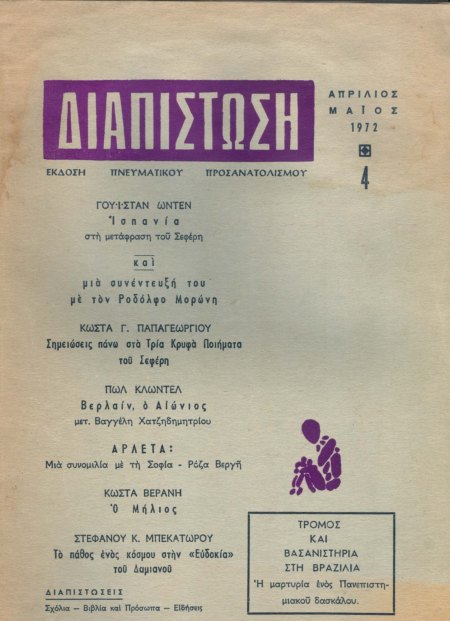 ΔΙΑΠΙΣΤΩΣΗ
ΑΠΡΙΛΙΟΣ
ΜΑΪΟΣ
1972
4
ΕΚΔΟΣΗ ΠΝΕΥΜΑΤΙΚΟΥ ΠΡΟΣΑΝΑΤΟΛΙΣΜΟΥ
ΓΟΥ·Ι·ΣΤΑΝ ΩΝΤΕΝ
Ἱσπανία
στὴ μετάφραση τοῦ Σεφέρη
καὶ
μιὰ συνέντευξή του
μὲ τὸν Ροδόλφο Μορώνη
ΚΩΣΤΑ Γ. ΠΑΠΑΓΕΩΡΓΙΟΥ
Σημειώσεις πάνω στὰ Τρία Κρυφὰ Ποιήματα
τοῦ Σεφέρη
ΠΩΛ ΚΛΩΝΤΕΛ
Βερλαίν, ὁ Αἰώνιος
μετ. Βαγγέλη Χατζηδημητρίου
ΑΡΛΕΤΑ:
Μιὰ συνομιλία μὲ τὴ Σοφία - Ρόζα Βεργῆ
ΚΩΣΤΑ ΒΕΡΑΝΗ
Ὁ Μήλιος
ΣΤΕΦΑΝΟΥ Κ. ΜΠΕΚΑΤΩΡΟΥ
Τὸ πάθος ἑνὸς κόσμου στὴν «Εὐδοκία»
τοῦ Δαμιανοῦ
ΔΙΑΠΙΣΤΩΣΕΙΣ
Σχόλια – Βιβλία καὶ Πρόσωπα – Εἰδήσεις
ΤΡΟΜΟΣ
ΚΑΙ
ΒΑΣΑΝΙΣΤΗΡΙΑ
ΣΤΗ ΒΡΑΖΙΛΙΑ
Ἡ μαρτυρία ἑνὸς Πανεπιστη-
μιακοῦ δασκάλου.